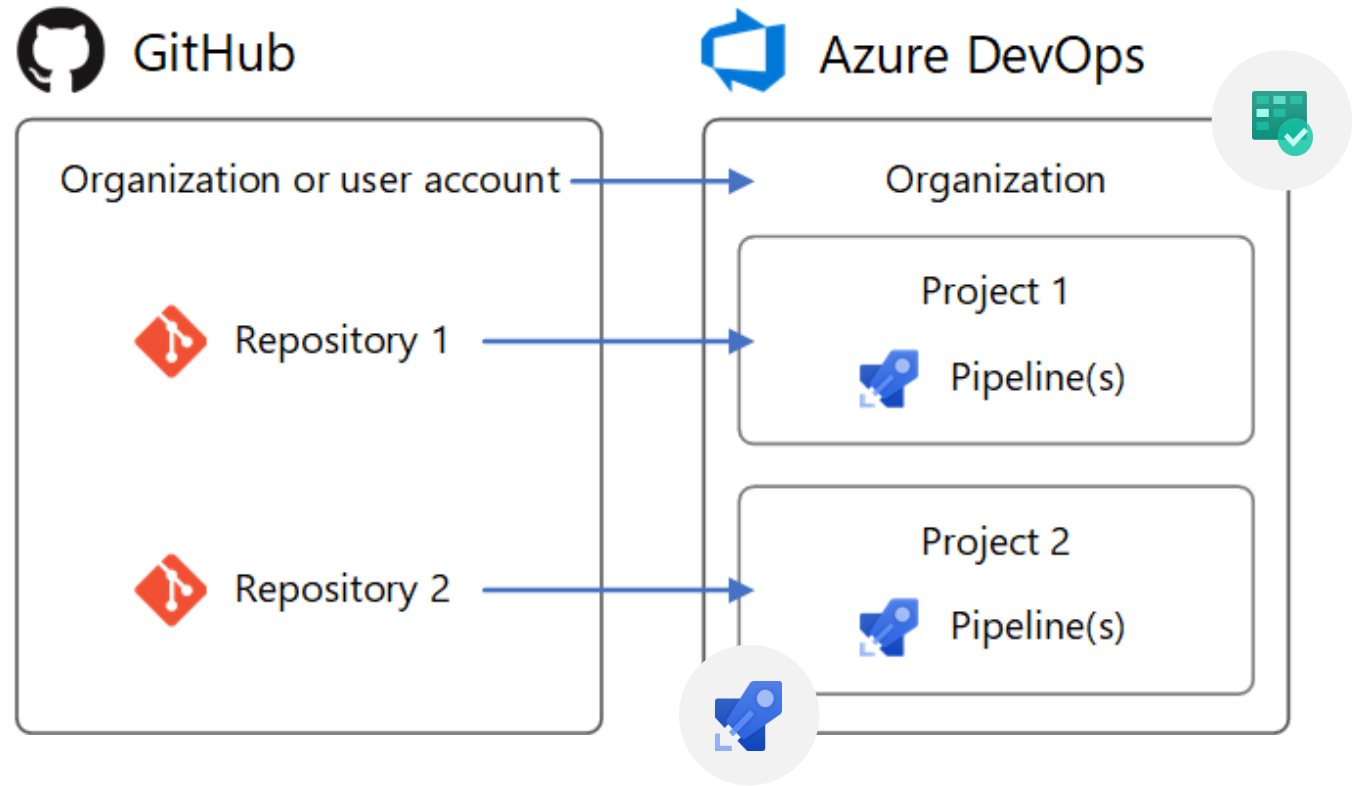 GitHub
Azure DevOps
Organization or user account
Organization
Project 1
Repository 1
Pipeline(s)
Project 2
Repository 2
Pipeline(s)